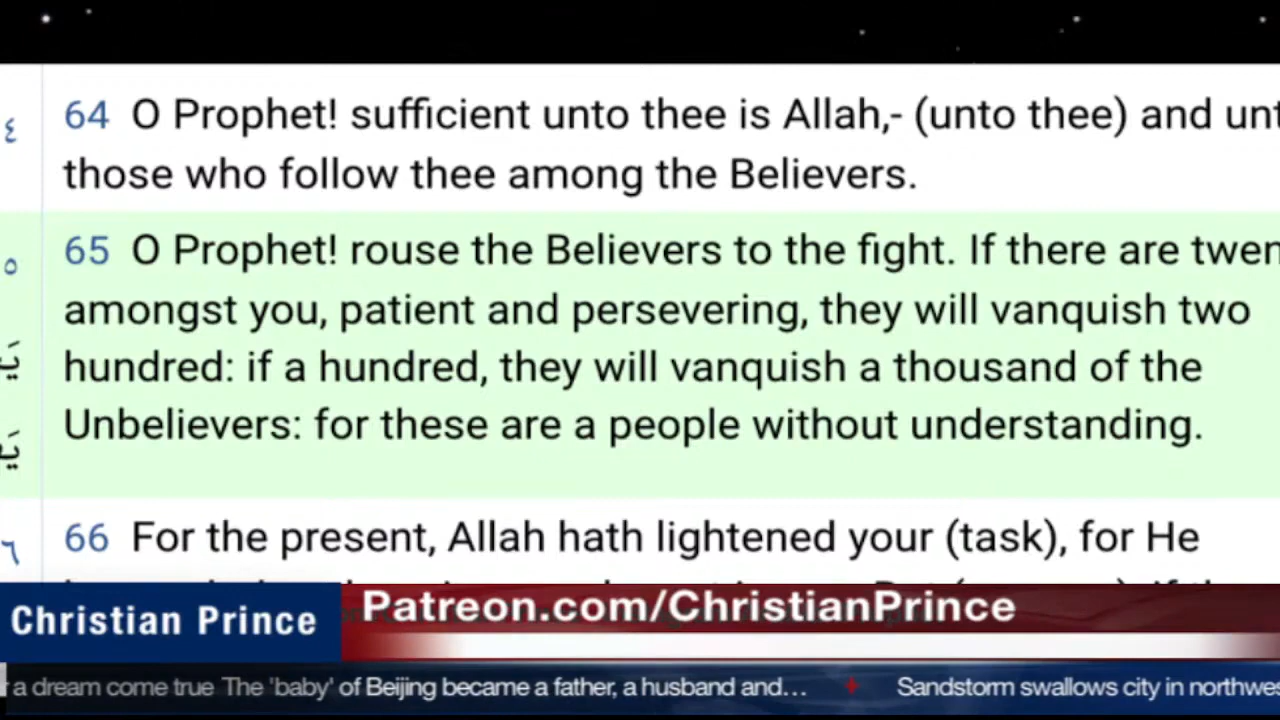 ٤
64 O Prophet! sufficient unto thee is Allah,- (unto thee) and unt
those who follow thee among the Believers.
٥
65 O Prophet! rouse the Believers to the fight. If there are twen
amongst you, patient and persevering, they will vanquish two
hundred: if a hundred, they will vanquish a thousand of the
Unbelievers: for these are a people without understanding.
٦
66 For the present, Allah hath lightened your (task), for He
Christian Prince
Patreon.com/ChristianPrince
a dream come true The 'baby' of Beijing became a father, a husband and... Sandstorm swallows city in northwes